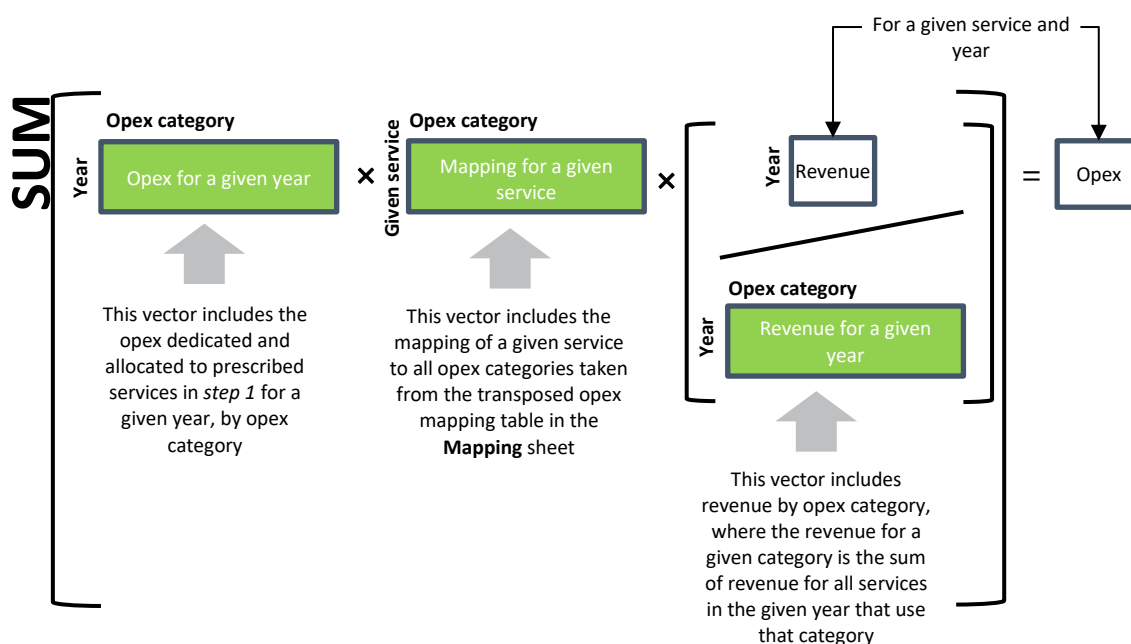 For a given service and
year
SUM
Opex category
Year
Opex for a given year
×
Opex category
Given service
Mapping for a given
service
×
Year
Revenue
=
Opex
Opex category
Year
Revenue for a given
year
This vector includes the
opex dedicated and
allocated to prescribed
services in step 1 for a
given year, by opex
category
This vector includes the
mapping of a given service
to all opex categories taken
from the transposed opex
mapping table in the
Mapping sheet
This vector includes
revenue by opex category,
where the revenue for a
given category is the sum
of revenue for all services
in the given year that use
that category